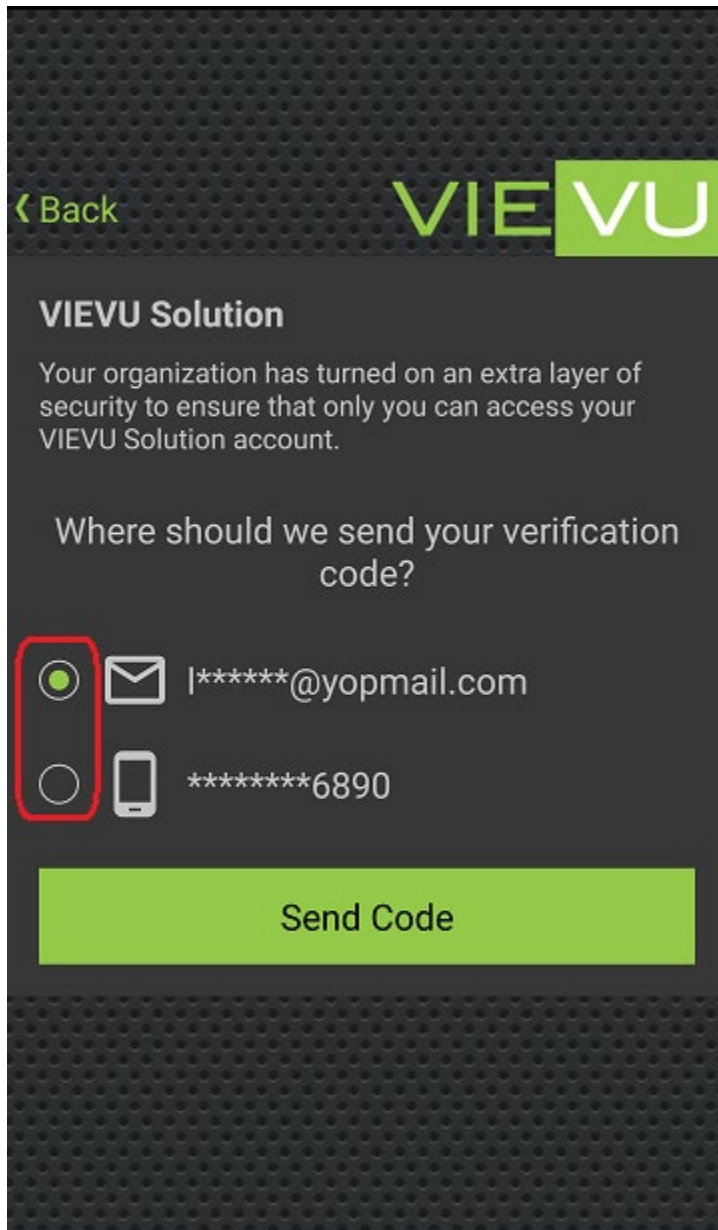 ❬ Back
VIEVU
VIEVU Solution
Your organization has turned on an extra layer of
security to ensure that only you can access your
VIEVU Solution account.
Where should we send your verification
code?
l******@yopmail.com
********6890
Send Code